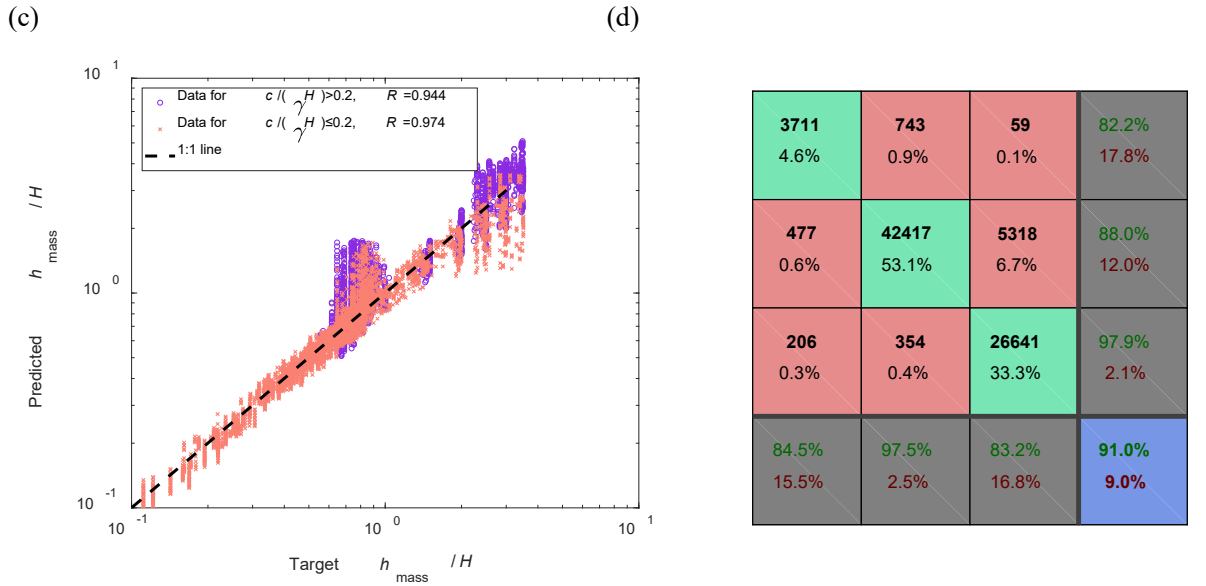 (c)
(d)
10 1
Data for c /( γ H )>0.2, R =0.944
Data for c /( γ H )≤0.2, R =0.974
1:1 line
Predicted h mass / H
10 0
10 -1
10 -1
10 0
10 1
Target h mass / H
3711 743 59 82.2%
4.6% 0.9% 0.1% 17.8%
477 42417 5318 88.0%
0.6% 53.1% 6.7% 12.0%
206 354 26641 97.9%
0.3% 0.4% 33.3% 2.1%
84.5% 97.5% 83.2% 91.0%
15.5% 2.5% 16.8% 9.0%